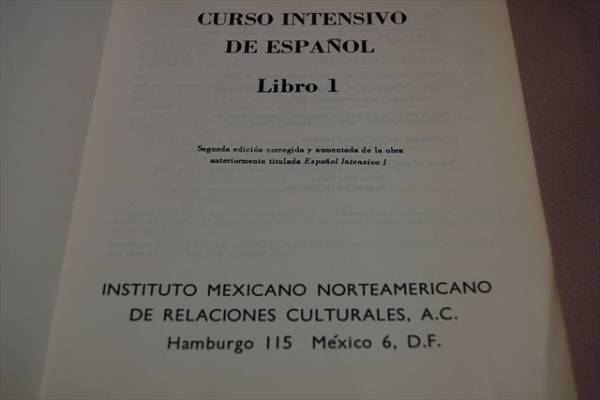 CURSO INTENSIVO
DE ESPAÑOL
Libro 1
Segunda edición corregida y aumentada de la obra
anteriormente titulada Español Intensivo I
INSTITUTO MEXICANO NORTEAMERICANO
DE RELACIONES CULTURALES, A.C.
Hamburgo 115 México 6, D.F.